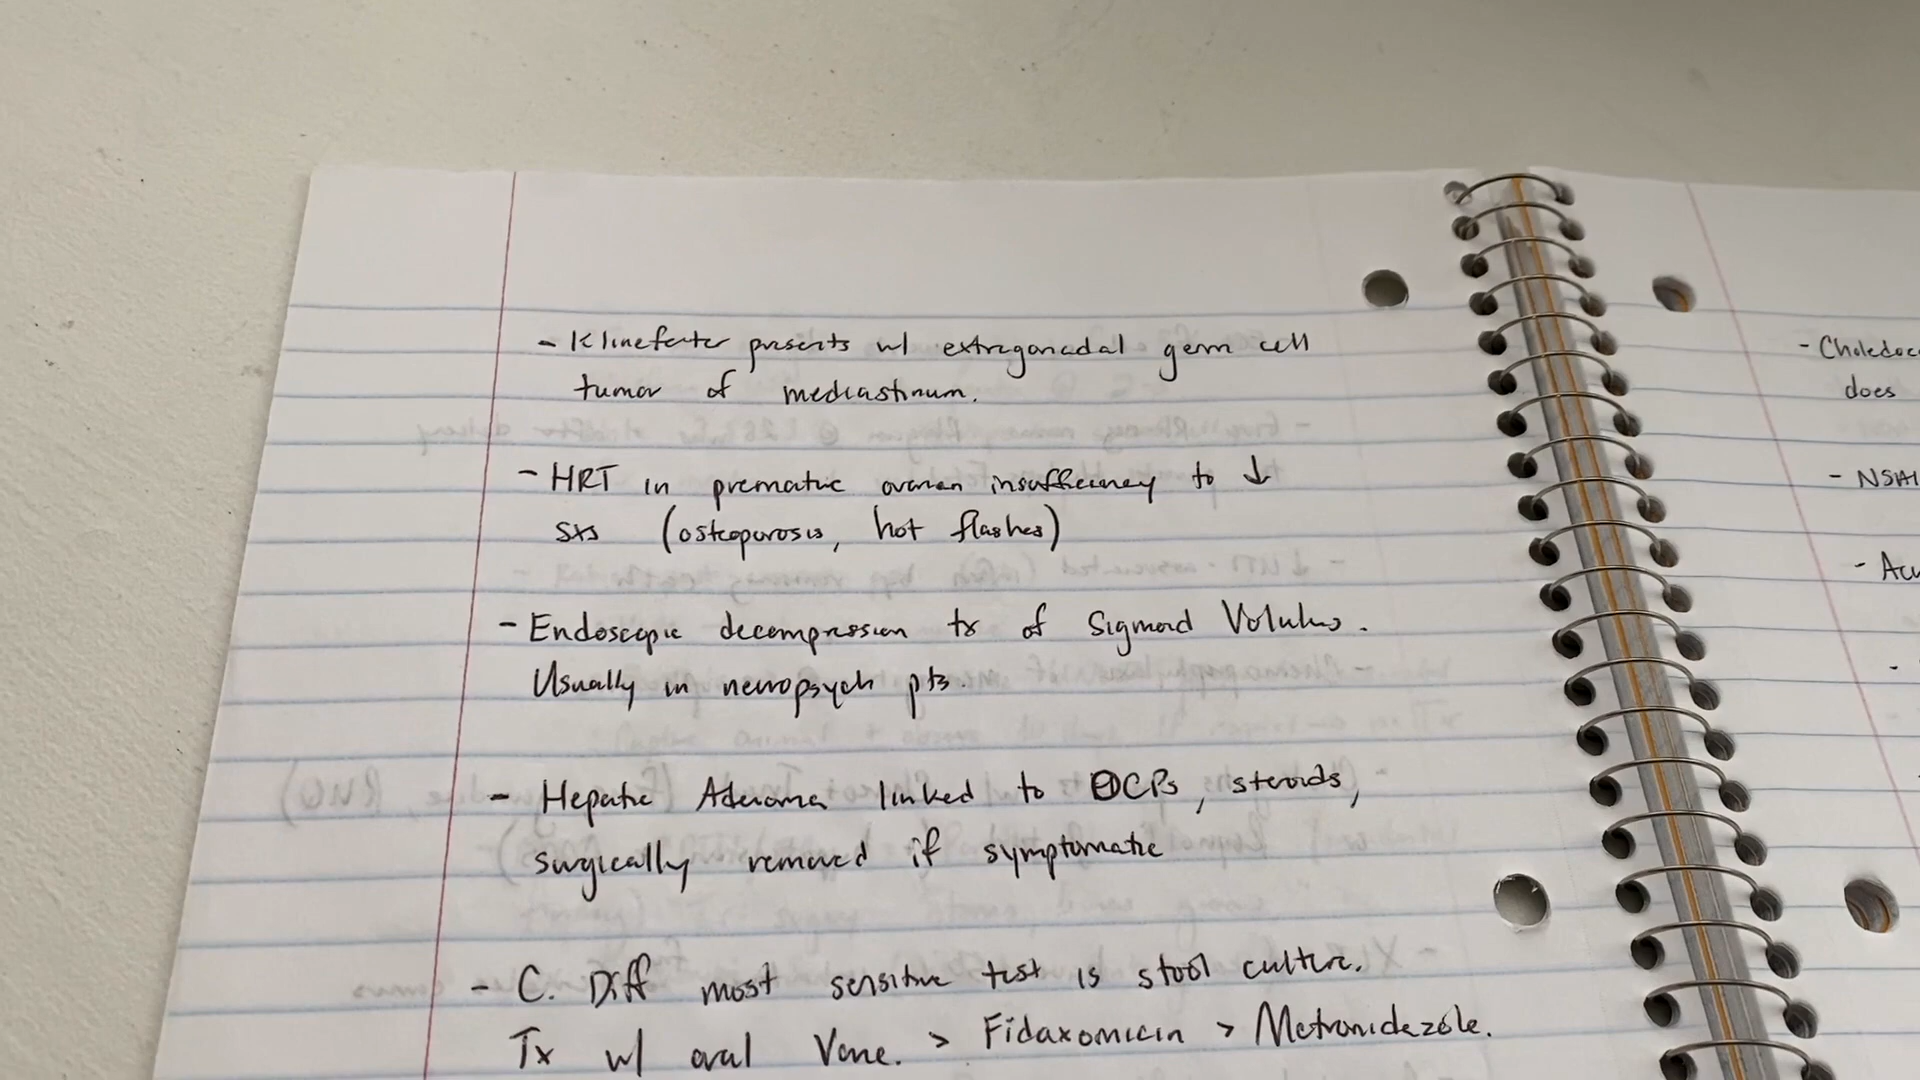 - Klinefelter presents w/ extragonadal germ cell
tumor of mediastinum.
- HRT in premature ovarian insufficiency to ↓
sxs (osteoporosis, hot flashes)
- Endoscopic decompression tx of Sigmoid Volulus.
Usually in neuropsych pts.
- Hepatic Adenoma linked to OCPs, steroids,
surgically removed if symptomatic
- C. Diff most sensitive test is stool culture.
Tx w/ oral Vanc. > Fidaxomicin > Metronidazole.
- Choledoc
does
- NSAI
- Acu